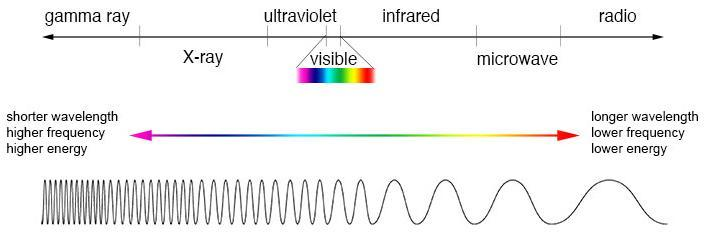 gamma ray ultraviolet infrared radio
X-ray visible microwave
shorter wavelength
higher frequency
higher energy
longer wavelength
lower frequency
lower energy